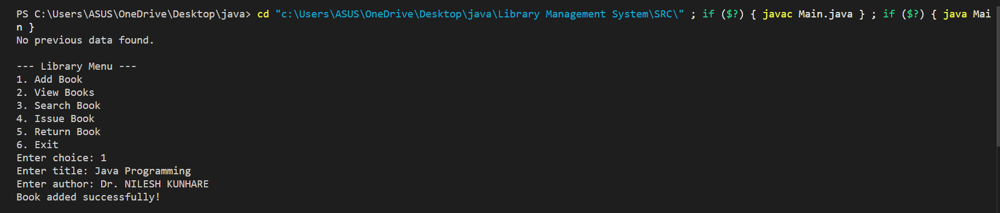 PS C:\Users\ASUS\OneDrive\Desktop\java> cd "c:\Users\ASUS\OneDrive\Desktop\java\Library Management System\SRC\" ; if ($?) { javac Main.java } ; if ($?) { java Mai
n }
No previous data found.

--- Library Menu ---
1. Add Book
2. View Books
3. Search Book
4. Issue Book
5. Return Book
6. Exit
Enter choice: 1
Enter title: Java Programming
Enter author: Dr. NILESH KUNHARE
Book added successfully!